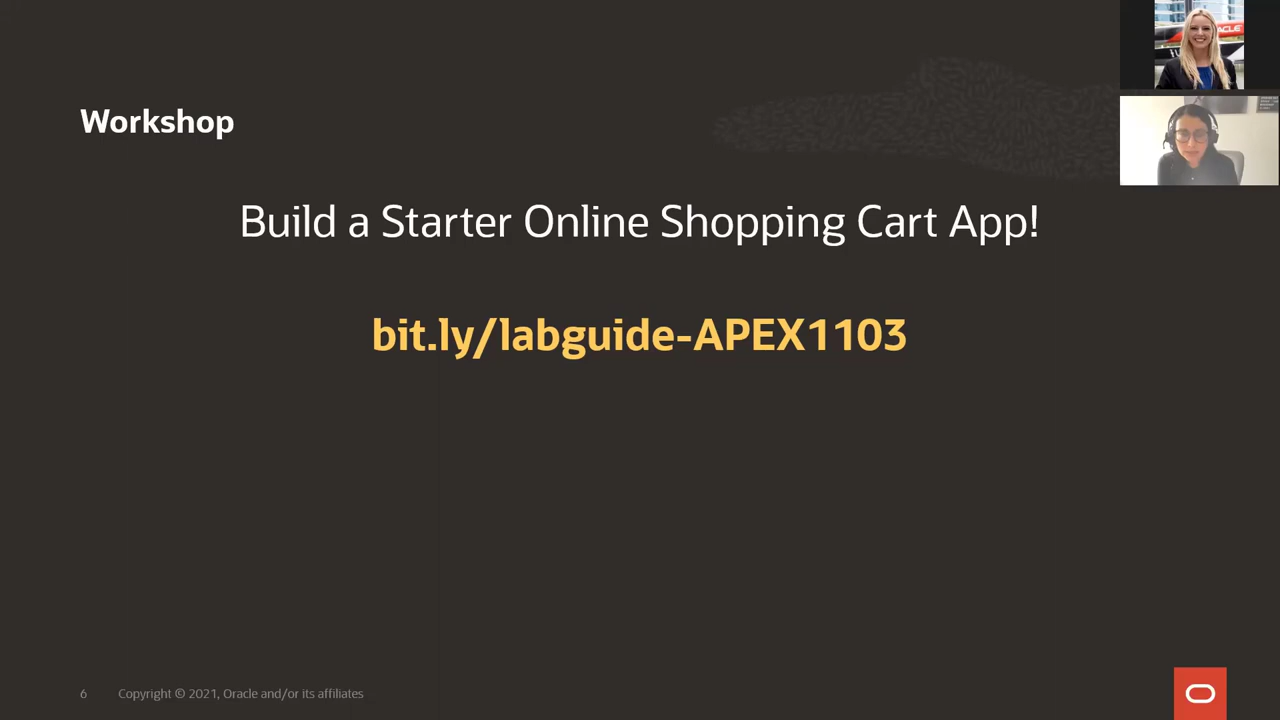 Workshop
Build a Starter Online Shopping Cart App!
bit.ly/labguide-APEX1103
6
Copyright © 2021, Oracle and/or its affiliates